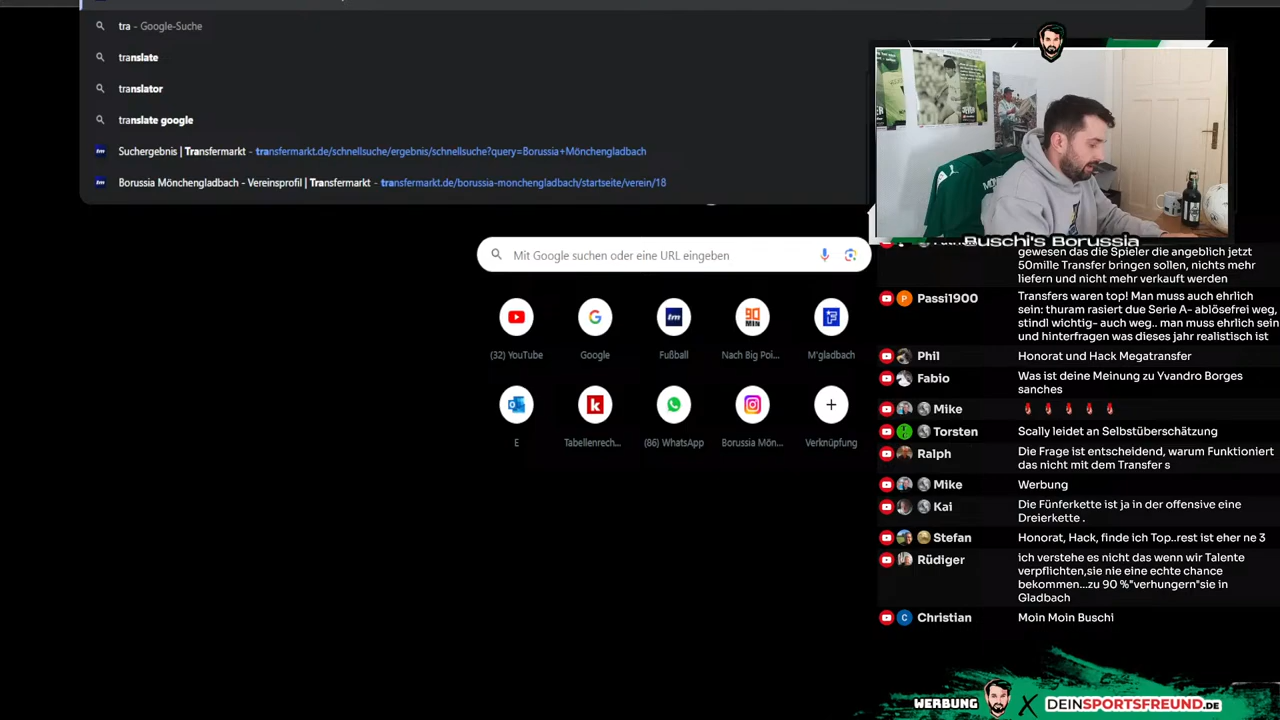 tra - Google-Suche
translate
translator
translate google
Suchergebnis | Transfermarkt - transfermarkt.de/schnellsuche/ergebnis/schnellsuche?query=Borussia+Mönchengladbach
Borussia Mönchengladbach - Vereinsprofil | Transfermarkt - transfermarkt.de/borussia-monchengladbach/startseite/verein/18
Mit Google suchen oder eine URL eingeben
(32) YouTube
Google
Fußball
Nach Big Poi...
M'gladbach
E
Tabellenrech...
(86) WhatsApp
Borussia Mön...
Verknüpfung
Buschi's Borussia
gewesen das die Spieler die angeblich jetzt
50mille Transfer bringen sollen, nichts mehr
liefern und nicht mehr verkauft werden
Passi1900
Transfers waren top! Man muss auch ehrlich
sein: thuram rasiert due Serie A- ablösefrei weg,
stindl wichtig- auch weg.. man muss ehrlich sein
und hinterfragen was dieses jahr realistisch ist
Phil
Honorat und Hack Megatransfer
Fabio
Was ist deine Meinung zu Yvandro Borges
sanches
Mike
Torsten
Scally leidet an Selbstüberschätzung
Ralph
Die Frage ist entscheidend, warum Funktioniert
das nicht mit dem Transfer s
Mike
Werbung
Kai
Die Fünferkette ist ja in der offensive eine
Dreierkette .
Stefan
Honorat, Hack, finde ich Top..rest ist eher ne 3
Rüdiger
ich verstehe es nicht das wenn wir Talente
verpflichten,sie nie eine echte chance
bekommen...zu 90 %"verhungern"sie in
Gladbach
Christian
Moin Moin Buschi
WERBUNG X DEINSPORTSFREUND.DE